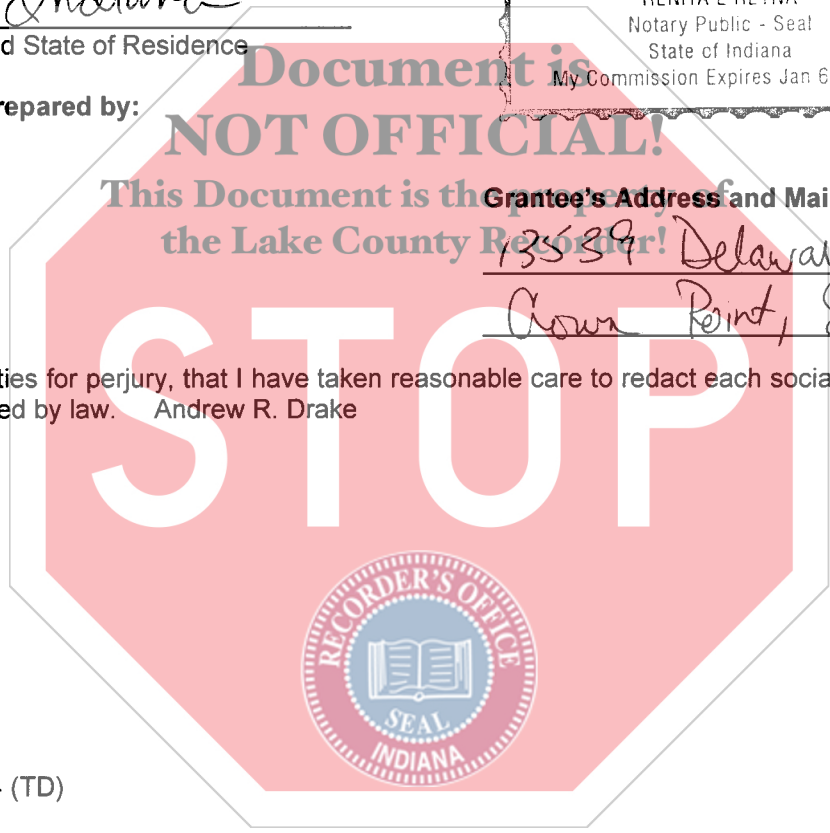 Indiana
d State of Residence
Notary Public - Seal
State of Indiana
My Commission Expires Jan 6
repared by:
Document is
NOT OFFICIAL!
This Document is the property of
the Lake County Recorder!
Grantee's Address and Mai
13539 Delawar
Crown Point,
STOP
ties for perjury, that I have taken reasonable care to redact each socia
ed by law. Andrew R. Drake
RECORDER'S OFFICE
SEAL
INDIANA
(TD)